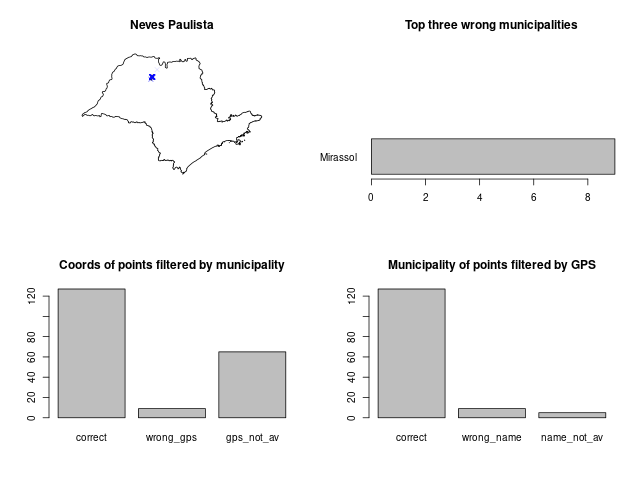 Neves Paulista
Top three wrong municipalities
Mirassol
0 2 4 6 8
Coords of points filtered by municipality
120
80
60
40
20
0
correct wrong_gps gps_not_av
Municipality of points filtered by GPS
120
80
60
40
20
0
correct wrong_name name_not_av